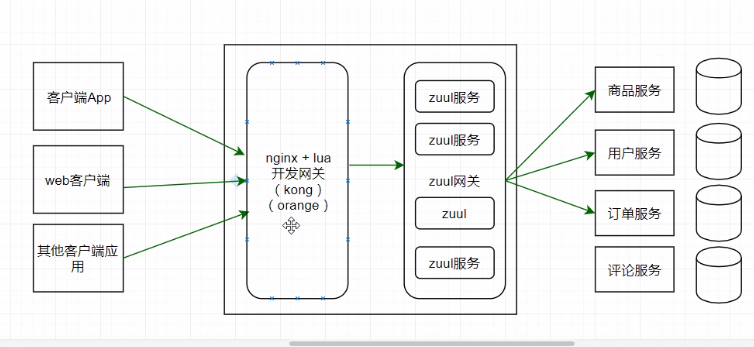 客户端App
web客户端
其他客户端应
用
nginx + lua
开发网关
（kong）
（orange）
zuul服务
zuul服务
zuul网关
zuul
zuul服务
商品服务
用户服务
订单服务
评论服务